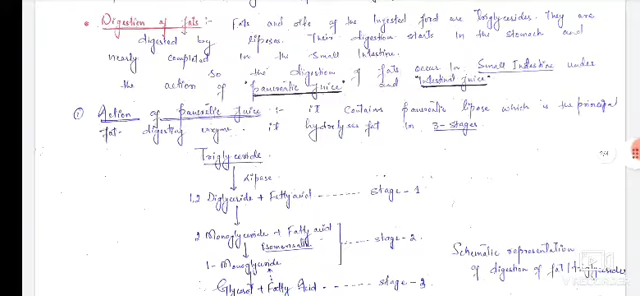 • Digestion of fats :- Fats and oils of the Ingested food are Triglycerides. They are
digested by lipases. Their digestion starts in the stomach and
nearly completed in the Small Intestine.
so the digestion of fats occur in Small Intestine under
the action of "pancreatic juice" and "Intestinal juice"
① Action of pancreatic juice :- it contains pancreatic lipase which is the principal
fat-digesting enzyme. it hydrolyses fat in 3-stages
Triglyceride
Lipase
1,2 Diglyceride + Fatty acid ....... stage-1
2 Monoglyceride + Fatty acid
Isomerase
stage-2
1-Monoglyceride
Glycerol + Fatty Acid ..... stage-3
Schematic representation
of digestion of fat/triglyceride